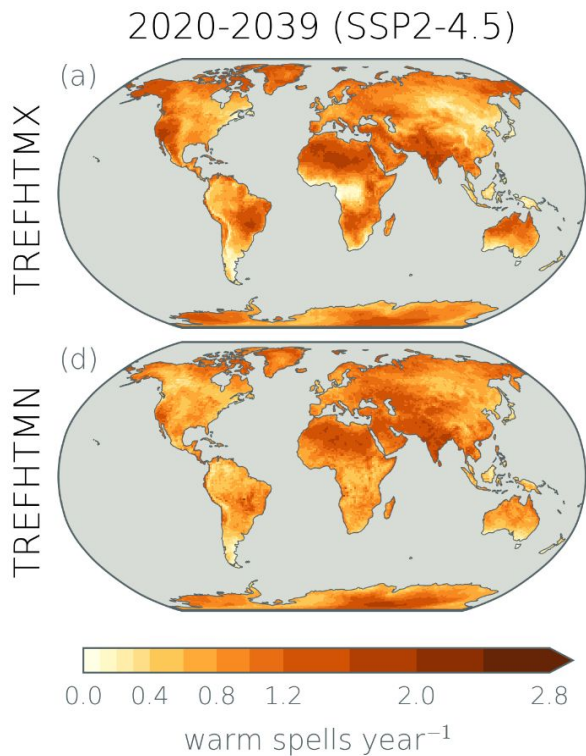 2020-2039 (SSP2-4.5)
(a)
TREFHTMX
(d)
TREFHTMN
0.0 0.4 0.8 1.2 2.0 2.8
warm spells year⁻¹